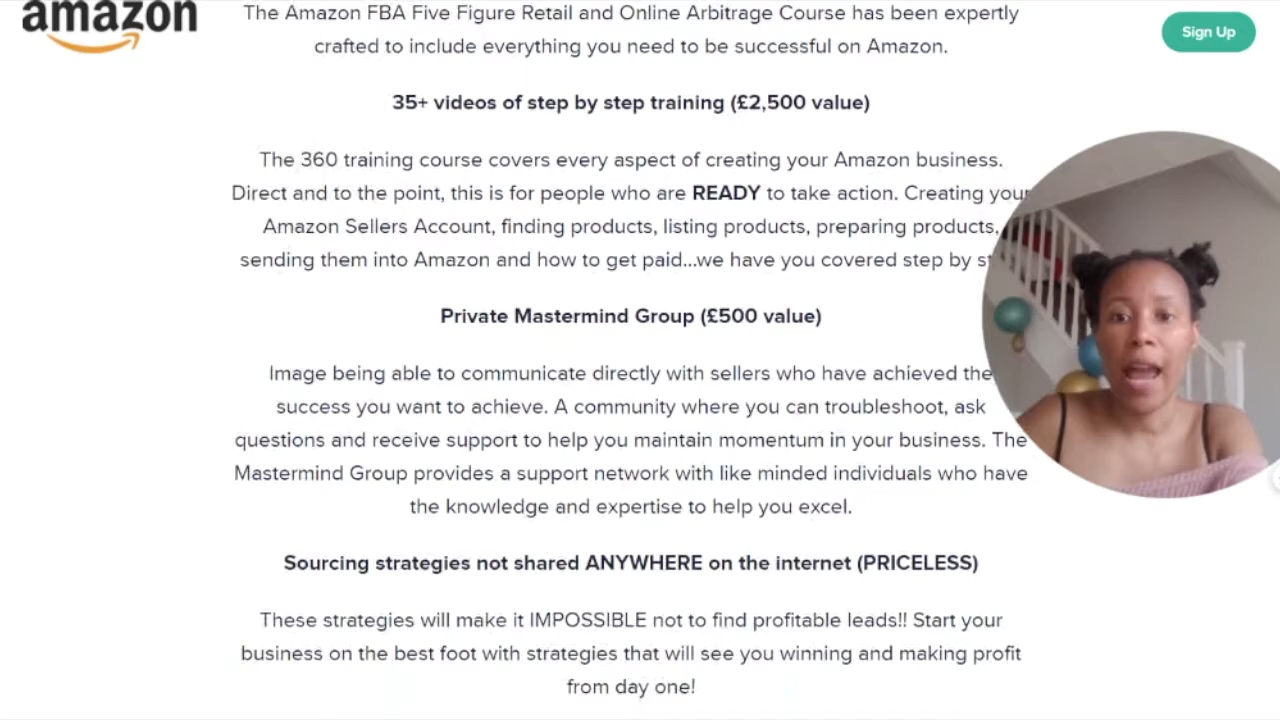 amazon
The Amazon FBA Five Figure Retail and Online Arbitrage Course has been expertly
crafted to include everything you need to be successful on Amazon.
Sign Up
35+ videos of step by step training (£2,500 value)
The 360 training course covers every aspect of creating your Amazon business.
Direct and to the point, this is for people who are READY to take action. Creating your
Amazon Sellers Account, finding products, listing products, preparing products,
sending them into Amazon and how to get paid...we have you covered step by
Private Mastermind Group (£500 value)
Image being able to communicate directly with sellers who have achieved the
success you want to achieve. A community where you can troubleshoot, ask
questions and receive support to help you maintain momentum in your business. The
Mastermind Group provides a support network with like minded individuals who have
the knowledge and expertise to help you excel.
Sourcing strategies not shared ANYWHERE on the internet (PRICELESS)
These strategies will make it IMPOSSIBLE not to find profitable leads!! Start your
business on the best foot with strategies that will see you winning and making profit
from day one!